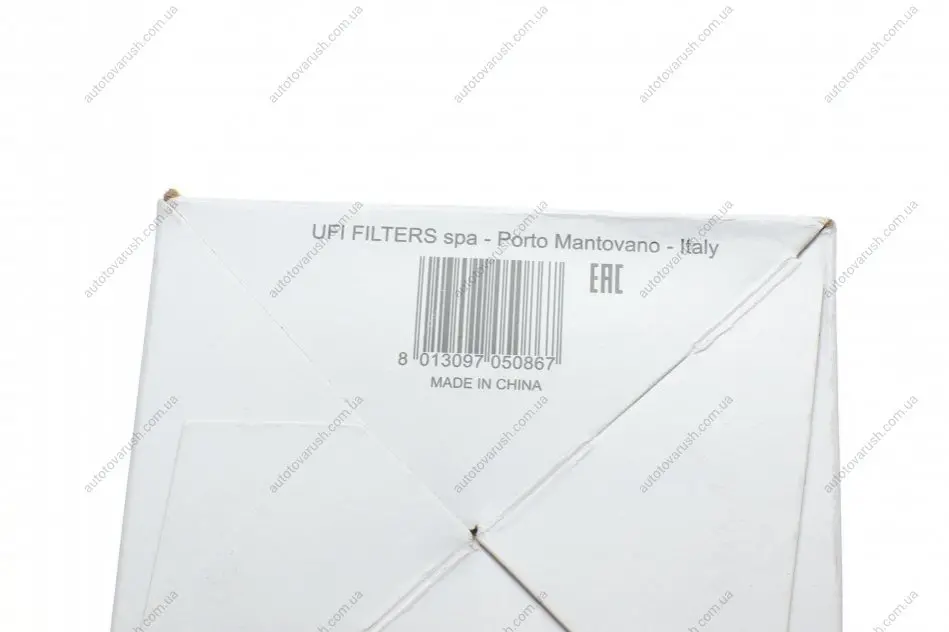 UFI FILTERS spa - Porto Mantovano - Italy
EAC
8 013097 050867
MADE IN CHINA
autotovarush.com.ua